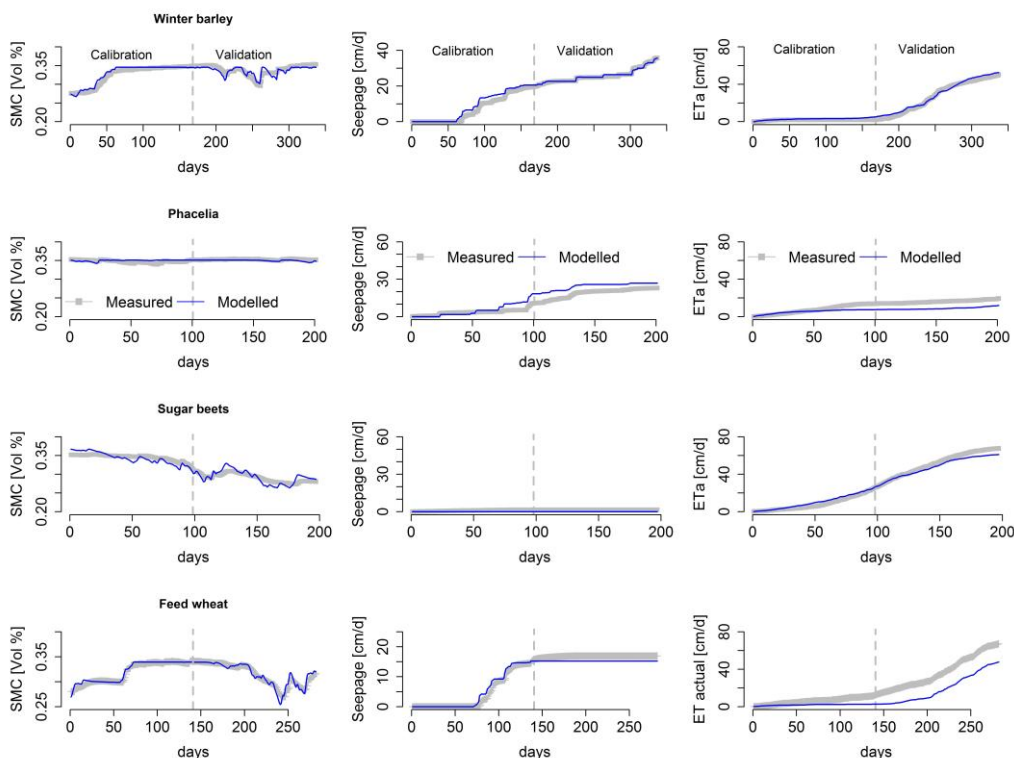 Winter barley
SMC [Vol %]
0.20 0.35
Calibration Validation
0 50 150 250 300
days
Seepage [cm/d]
0 20 40
Calibration Validation
0 50 100 200 300
days
ETa [cm/d]
0 40 80
Calibration Validation
0 50 150 250 300
days
Phacelia
SMC [Vol %]
0.20 0.35
Measured Modelled
0 50 100 150 200
days
Seepage [cm/d]
0 30 60
Measured Modelled
0 50 100 150 200
days
ETa [cm/d]
0 40 80
Measured Modelled
0 50 100 150 200
days
Sugar beets
SMC [Vol %]
0.20 0.35
0 50 100 150 200
days
Seepage [cm/d]
0 30 60
0 50 100 150 200
days
ETa [cm/d]
0 40 80
0 50 100 150 200
days
Feed wheat
SMC [Vol %]
0.25 0.35
0 50 100 150 200 250
days
Seepage [cm/d]
0 10 25
0 50 100 150 200 250
days
ET actual [cm/d]
0 40 80
0 50 100 150 200 250
days